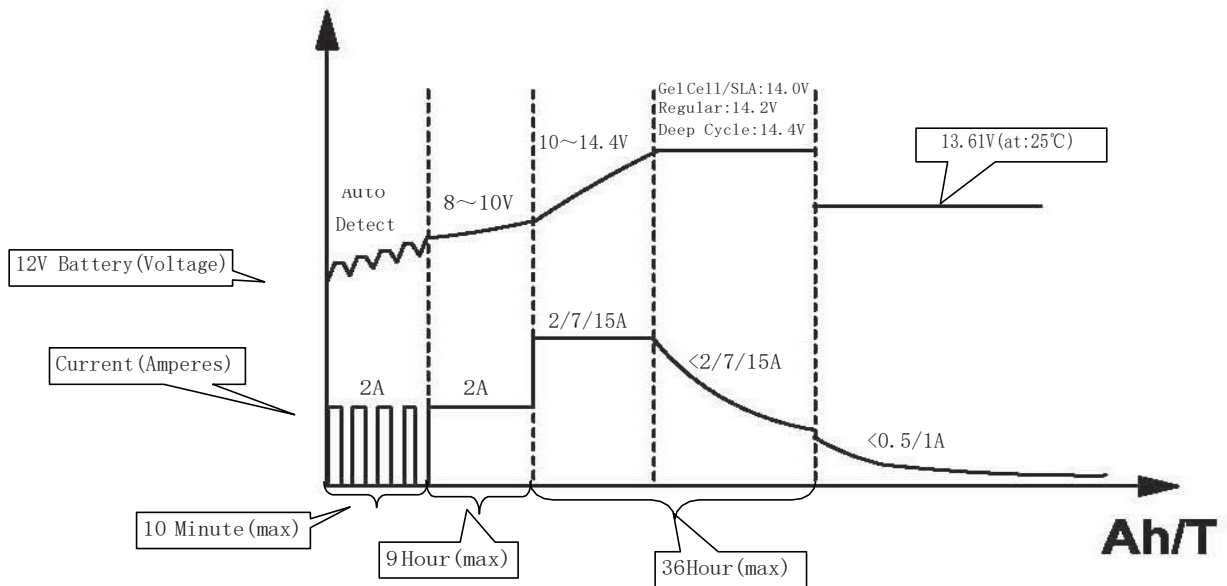 Gel Cell/SLA:14.0V
Regular:14.2V
Deep Cycle:14.4V
13.61V(at:25℃)
10～14.4V
Auto
Detect
8～10V
12V Battery(Voltage)
2/7/15A
Current(Amperes)
<2/7/15A
2A
2A
<0.5/1A
10 Minute(max)
9Hour(max)
36Hour(max)
Ah/T